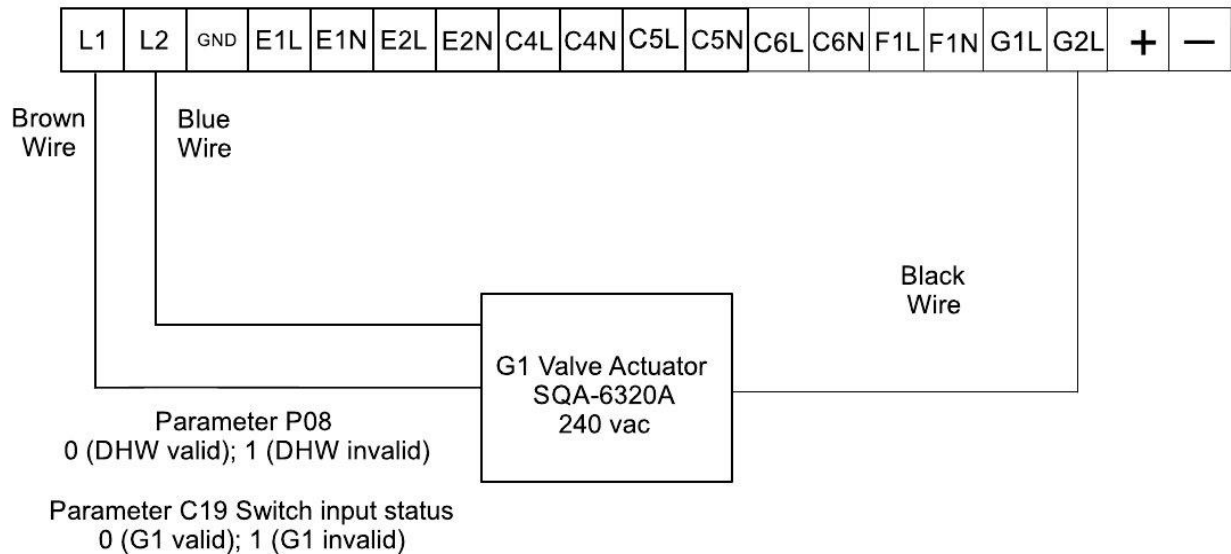 L1 L2 GND E1L E1N E2L E2N C4L C4N C5L C5N C6L C6N F1L F1N G1L G2L + —
Brown
Wire
Blue
Wire
Black
Wire
G1 Valve Actuator
SQA-6320A
240 vac
Parameter P08
0 (DHW valid); 1 (DHW invalid)
Parameter C19 Switch input status
0 (G1 valid); 1 (G1 invalid)